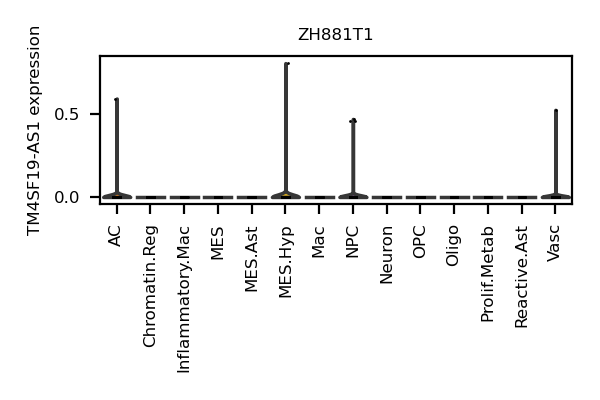 ZH881T1
TM4SF19-AS1 expression
0.5
0.0
AC
Chromatin.Reg
Inflammatory.Mac
MES
MES.Ast
MES.Hyp
Mac
NPC
Neuron
OPC
Oligo
Prolif.Metab
Reactive.Ast
Vasc